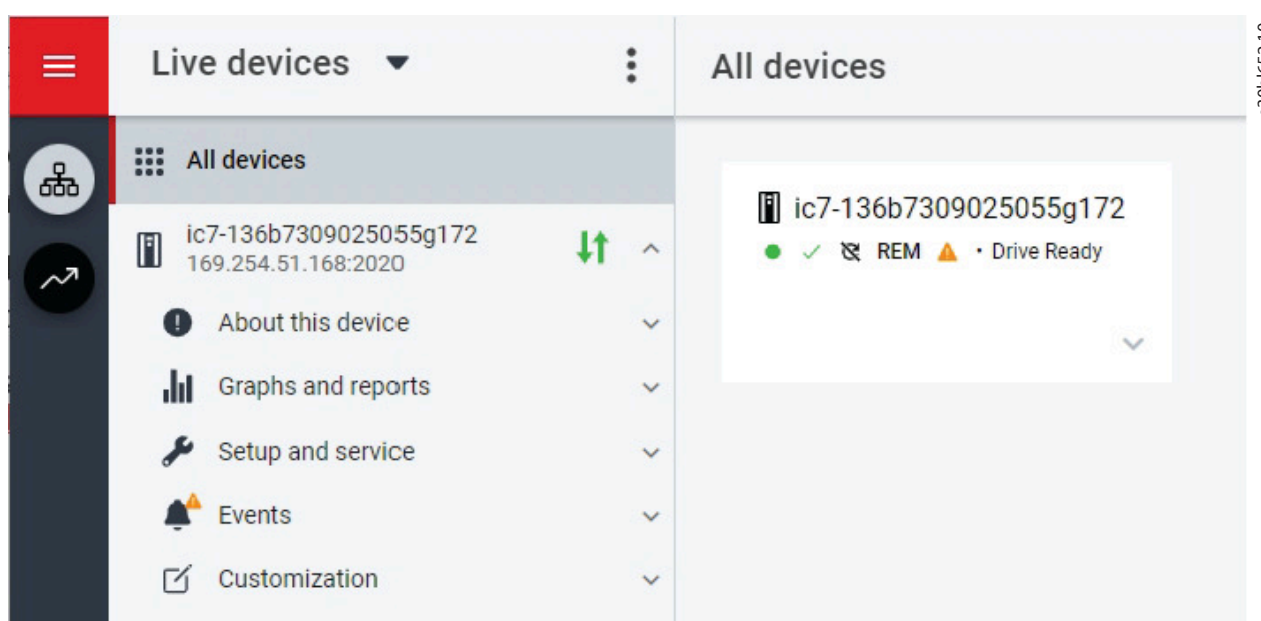 Live devices
All devices
All devices
ic7-136b7309025055g172
169.254.51.168:2020
About this device
Graphs and reports
Setup and service
Events
Customization
ic7-136b7309025055g172
REM • Drive Ready